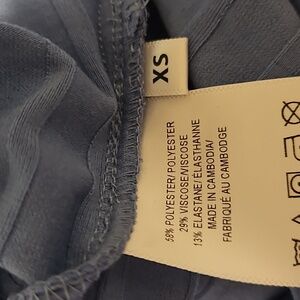 XS
58% POLYESTER/ POLYESTER
29% VISCOSE/VISCOSE
13% ELASTANE/ ELASTHANNE
MADE IN CAMBODIA/
FABRIQUÉ AU CAMBODGE